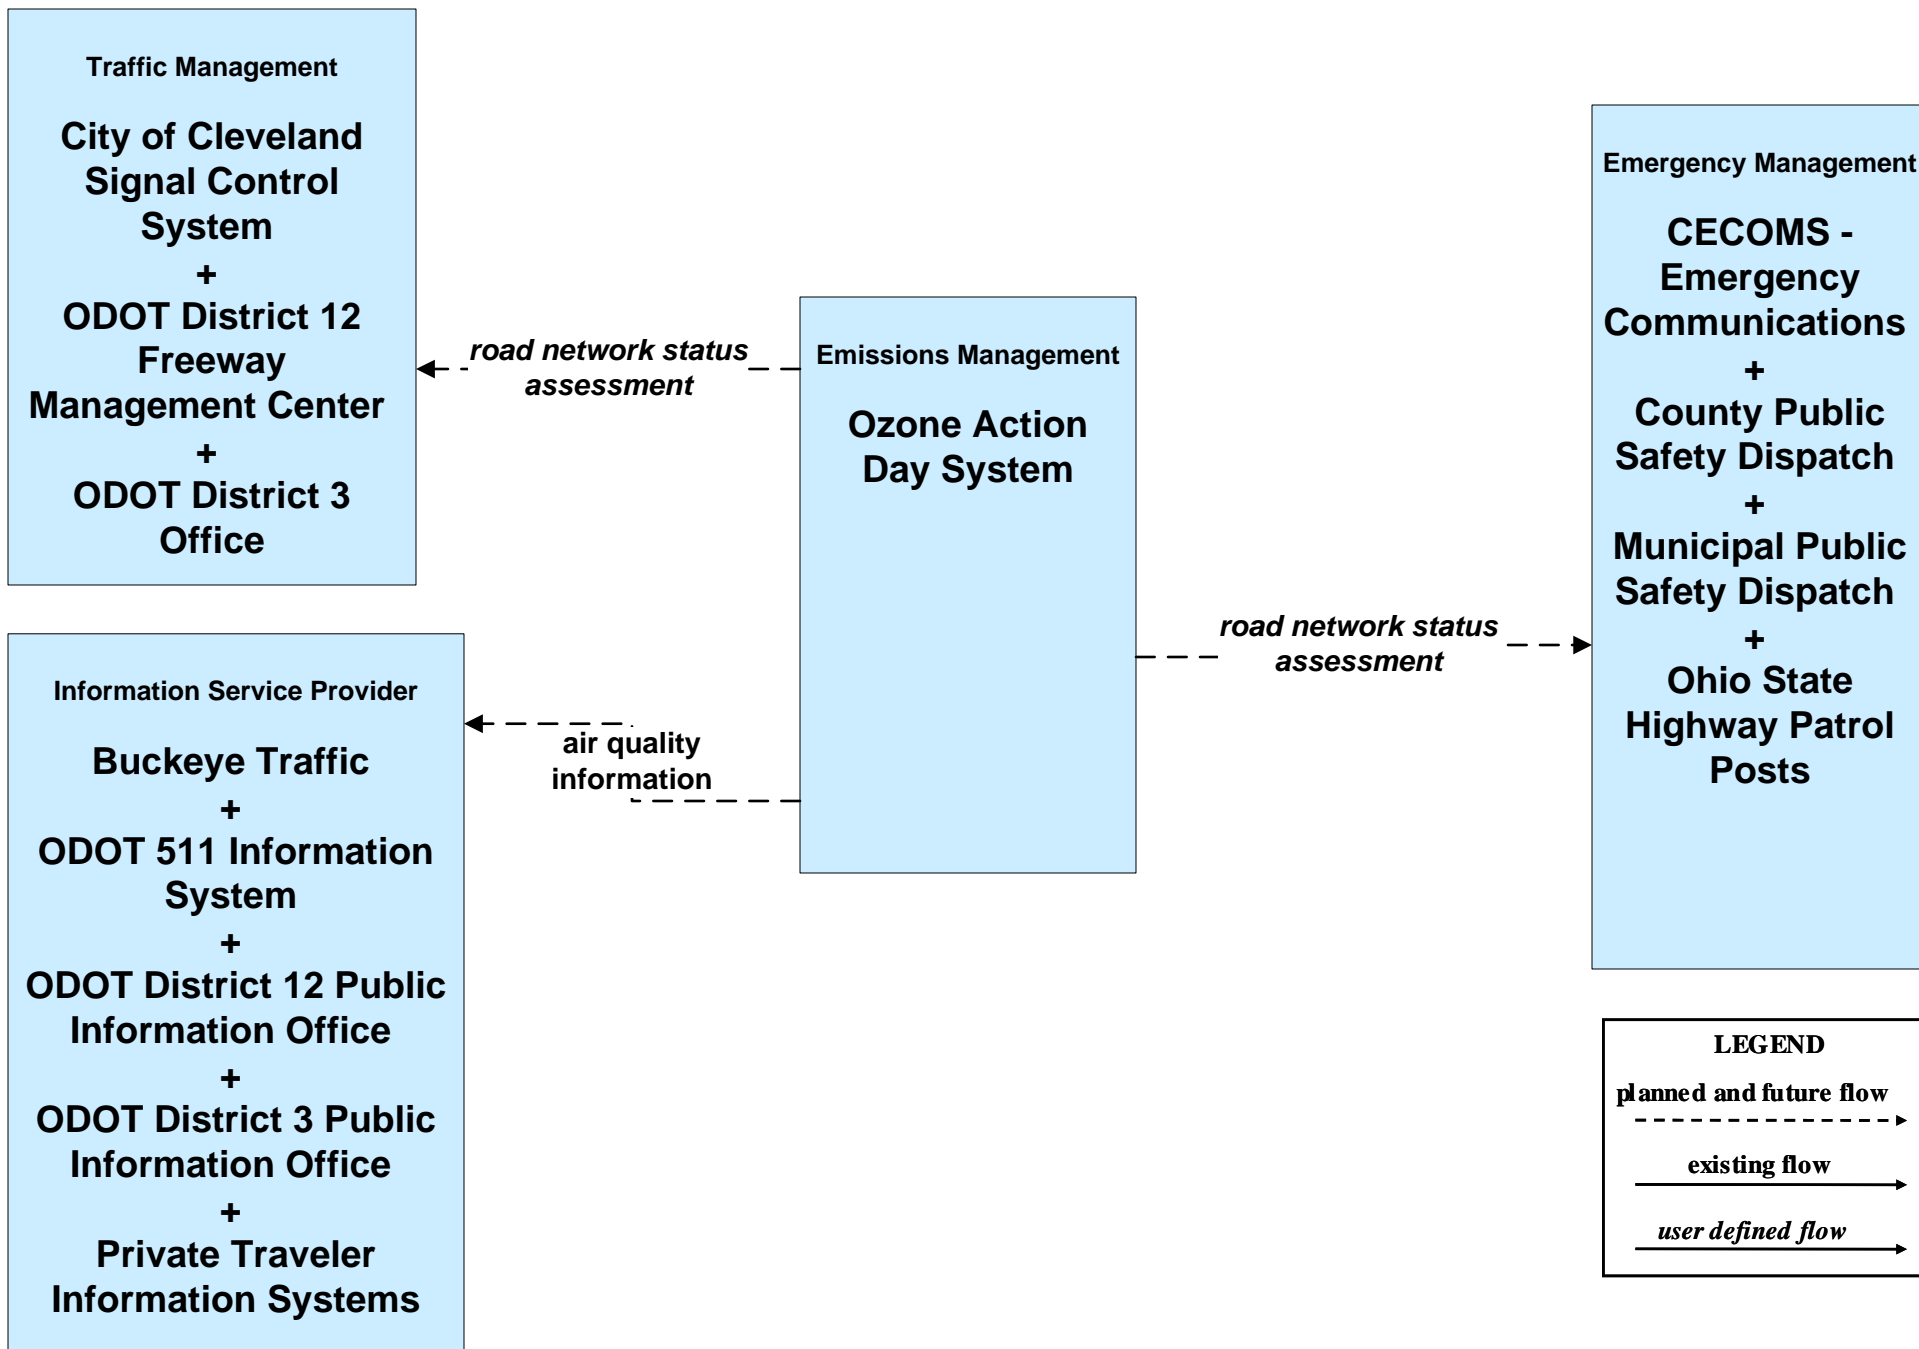 Traffic Management
City of Cleveland
Signal Control
System
+
ODOT District 12
Freeway
Management Center
+
ODOT District 3
Office
road network status
assessment
Emissions Management
Ozone Action
Day System
road network status
assessment
Emergency Management
CECOMS -
Emergency
Communications
+
County Public
Safety Dispatch
+
Municipal Public
Safety Dispatch
+
Ohio State
Highway Patrol
Posts
Information Service Provider
Buckeye Traffic
+
ODOT 511 Information
System
+
ODOT District 12 Public
Information Office
+
ODOT District 3 Public
Information Office
+
Private Traveler
Information Systems
air quality
information
LEGEND
planned and future flow
existing flow
user defined flow